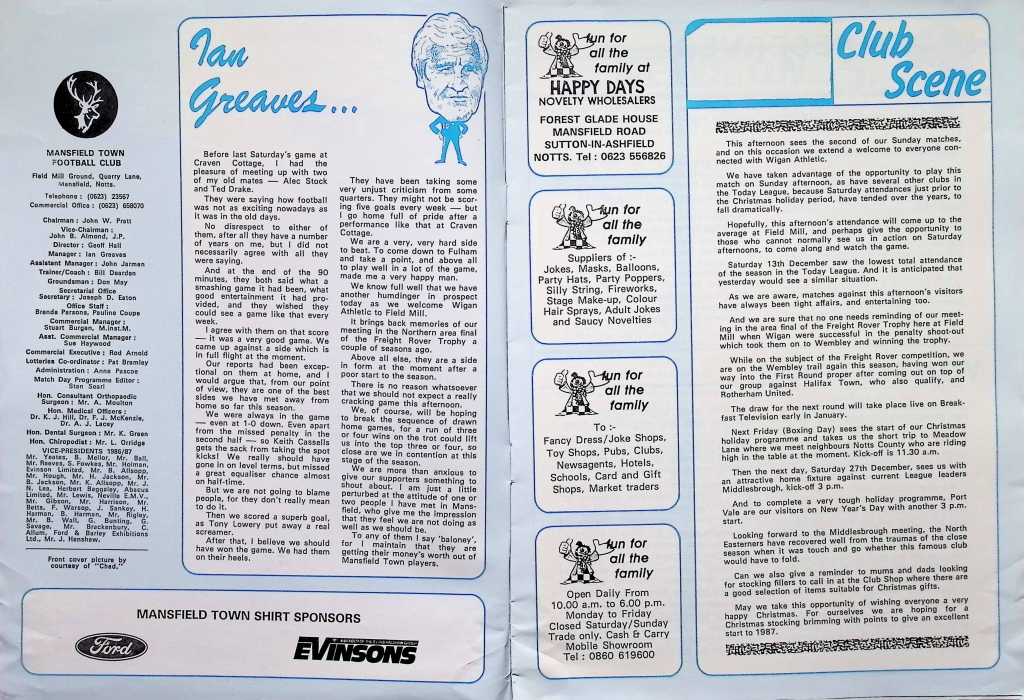 MANSFIELD TOWN
FOOTBALL CLUB
Field Mill Ground, Quarry Lane,
Mansfield, Notts.
Telephone : (0623) 23567
Commercial Office : (0623) 658070
Chairman : John W. Pratt
Vice-Chairman :
John B. Almond, J.P.
Director : Geoff Hall
Manager : Ian Greaves
Assistant Manager : John Jarman
Trainer/Coach : Bill Dearden
Groundsman : Don May
Secretarial Office
Secretary : Joseph D. Eaton
Office Staff :
Branda Parsons, Pauline Coupe
Commercial Manager :
Stuart Burgan, M.inst.M.
Asst. Commercial Manager :
Sue Haywood
Commercial Executive : Rod Arnold
Lotteries Co-ordinator : Pat Bramley
Administration : Anne Pascoe
Match Day Programme Editor :
Stan Searl
Hon. Consultant Orthopaedic
Surgeon : Mr. A. Moulton
Hon. Medical Officers :
Dr. K. J. Hill, Dr. F. J. McKenzie,
Dr. A. J. Lacey
Hon. Dental Surgeon : Mr. K. Green
Hon. Chiropodist : Mr. L. Orridge
VICE-PRESIDENTS 1986/87
Mr. Yeates, B. Mellor, Mr. Ball,
Mr. Reeves, S. Fowkes, Mr. Holman,
Evinson Limited, Mr. B. Allsopp,
Mr. Hough, Mr. H. Jackson, Mr.
B. Jackson, Mr. K. Allsopp, Mr. J.
N. Lea, Herbert Baggaley, Abacus
Limited, Mr. Lewis, Neville E.M.V.,
Mr. Gibson, Mr. Harrison, Mr.
Betts, F. Warsop, J. Sankey, H.
Harman, B. Harman, Mr. Rigley,
Mr. B. Wall, G. Bunting, G.
Savage, Mr. Brackenbury, C.
Allum, Ford & Barley Exhibitions
Ltd., Mr. J. Henshaw.
Front cover picture by
courtesy of "Chad."
Ian
Greaves...
Before last Saturday's game at
Craven Cottage, I had the
pleasure of meeting up with two
of my old mates — Alec Stock
and Ted Drake.
They were saying how football
was not as exciting nowadays as
it was in the old days.
No disrespect to either of
them, after all they have a number
of years on me, but I did not
necessarily agree with all they
were saying.
And at the end of the 90
minutes, they both said what a
smashing game it had been, what
good entertainment it had pro-
vided, and they wished they
could see a game like that every
week.
I agree with them on that score
— it was a very good game. We
came up against a side which is
in full flight at the moment.
Our reports had been excep-
tional on them at home, and I
would argue that, from our point
of view, they are one of the best
sides we have met away from
home so far this season.
We were always in the game
— even at 1-0 down. Even apart
from the missed penalty in the
second half — so Keith Cassells
gets the sack from taking the spot
kicks! We really should have
gone in on level terms, but missed
a great equaliser chance almost
on half-time.
But we are not going to blame
people, for they don't really mean
to do it.
Then we scored a superb goal,
as Tony Lowery put away a real
screamer.
After that, I believe we should
have won the game. We had them
on their heels.
They have been taking some
very unjust criticism from some
quarters. They might not be scor-
ing five goals every week — but
I go home full of pride after a
performance like that at Craven
Cottage.
We are a very, very hard side
to beat. To come down to Fulham
and take a point, and above all
to play well in a lot of the game,
made me a very happy man.
We know full well that we have
another humdinger in prospect
today as we welcome Wigan
Athletic to Field Mill.
It brings back memories of our
meeting in the Northern area final
of the Freight Rover Trophy a
couple of seasons ago.
Above all else, they are a side
in form at the moment after a
poor start to the season.
There is no reason whatsoever
that we should not expect a really
cracking game this afternoon.
We, of course, will be hoping
to break the sequence of drawn
home games, for a run of three
or four wins on the trot could lift
us into the top three or four, so
close are we in contention at this
stage of the season.
We are more than anxious to
give our supporters something to
shout about. I am just a little
perturbed at the attitude of one or
two people I have met in Mans-
field, who give me the impression
that they feel we are not doing as
well as we should be.
To any of them I say 'baloney'.
for I maintain that they are
getting their money's worth out of
Mansfield Town players.
MANSFIELD TOWN SHIRT SPONSORS
Ford
EVINSONS
fun for
all the
family at
HAPPY DAYS
NOVELTY WHOLESALERS
FOREST GLADE HOUSE
MANSFIELD ROAD
SUTTON-IN-ASHFIELD
NOTTS. Tel : 0623 556826
fun for
all the
family
Suppliers of :-
Jokes, Masks, Balloons,
Party Hats, Party Poppers,
Silly String, Fireworks,
Stage Make-up, Colour
Hair Sprays, Adult Jokes
and Saucy Novelties
fun for
all the
family
To :-
Fancy Dress/Joke Shops,
Toy Shops, Pubs, Clubs,
Newsagents, Hotels,
Schools, Card and Gift
Shops, Market traders
fun for
all the
family
Open Daily From
10.00 a.m. to 6.00 p.m.
Monday to Friday
Closed Saturday/Sunday
Trade only. Cash & Carry
Mobile Showroom
Tel : 0860 619600
Club
Scene
This afternoon sees the second of our Sunday matches,
and on this occasion we extend a welcome to everyone con-
nected with Wigan Athletic.
We have taken advantage of the opportunity to play this
match on Sunday afternoon, as have several other clubs in
the Today League, because Saturday attendances just prior to
the Christmas holiday period, have tended over the years, to
fall dramatically.
Hopefully, this afternoon's attendance will come up to the
average at Field Mill, and perhaps give the opportunity to
those who cannot normally see us in action on Saturday
afternoons, to come along and watch the game.
Saturday 13th December saw the lowest total attendance
of the season in the Today League. And it is anticipated that
yesterday would see a similar situation.
As we are aware, matches against this afternoon's visitors
have always been tight affairs, and entertaining too.
And we are sure that no one needs reminding of our meet-
ing in the area final of the Freight Rover Trophy here at Field
Mill when Wigan were successful in the penalty shoot-out
which took them on to Wembley and winning the trophy.
While on the subject of the Freight Rover competition, we
are on the Wembley trail again this season, having won our
way into the First Round proper after coming out on top of
our group against Halifax Town, who also qualify, and
Rotherham United.
The draw for the next round will take place live on Break-
fast Television early in January.
Next Friday (Boxing Day) sees the start of our Christmas
holiday programme and takes us the short trip to Meadow
Lane where we meet neighbours Notts County who are riding
high in the table at the moment. Kick-off is 11.30 a.m.
Then the next day, Saturday 27th December, sees us with
an attractive home fixture against current League leaders
Middlesbrough, kick-off 3 p.m.
And to complete a very tough holiday programme, Port
Vale are our visitors on New Year's Day with another 3 p.m.
start.
Looking forward to the Middlesbrough meeting, the North
Easterners have recovered well from the traumas of the close
season when it was touch and go whether this famous club
would have to fold.
Can we also give a reminder to mums and dads looking
for stocking fillers to call in at the Club Shop where there are
a good selection of items suitable for Christmas gifts.
May we take this opportunity of wishing everyone a very
happy Christmas. For ourselves we are hoping for a
Christmas stocking brimming with points to give an excellent
start to 1987.